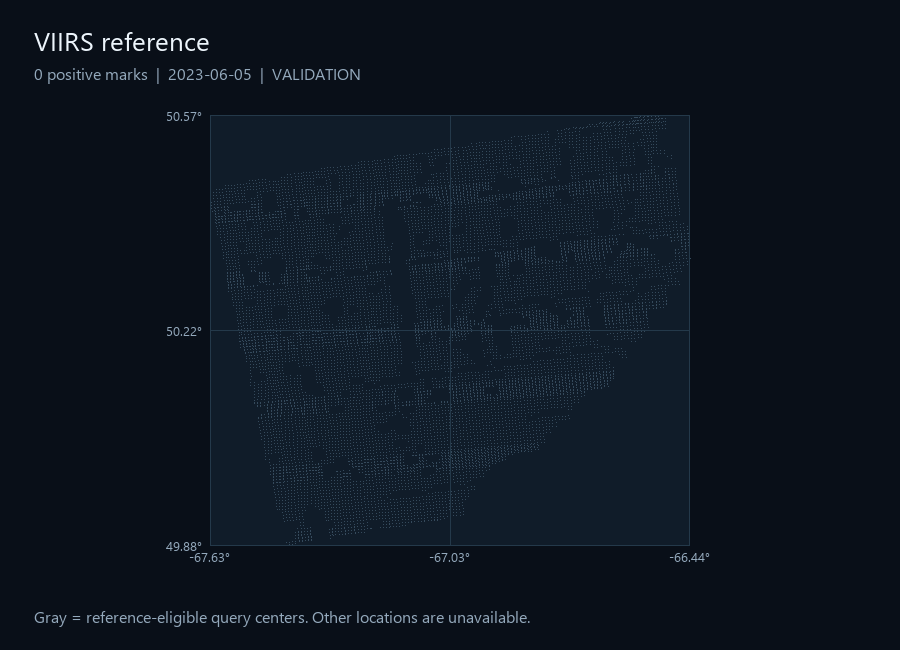 VIIRS reference
0 positive marks | 2023-06-05 | VALIDATION
50.57°
50.22°
49.88°
-67.63°
-67.03°
-66.44°
Gray = reference-eligible query centers. Other locations are unavailable.